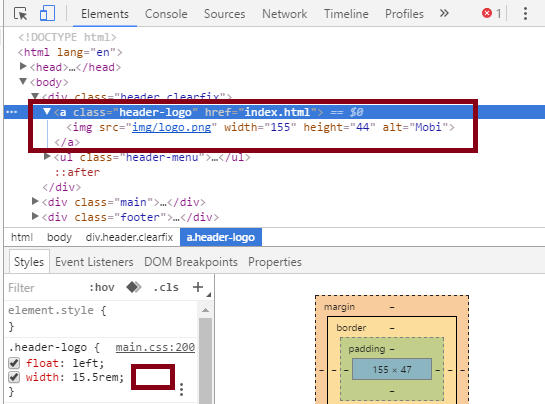 Elements Console Sources Network Timeline Profiles » 1
<!DOCTYPE html>
<html lang="en">
<head>…</head>
<body>
<div class="header clearfix">
… <a class="header-logo" href="index.html"> == $0
<img src="img/logo.png" width="155" height="44" alt="Mobi">
</a>
<ul class="header-menu">…</ul>
::after
</div>
<div class="main">…</div>
<div class="footer">…</div>
html body div.header.clearfix a.header-logo
Styles Event Listeners DOM Breakpoints Properties
Filter :hov .cls +
element.style {
}
.header-logo { main.css:200
float: left;
width: 15.5rem;
margin –
border –
padding –
– – – 155 × 47 – – –
–